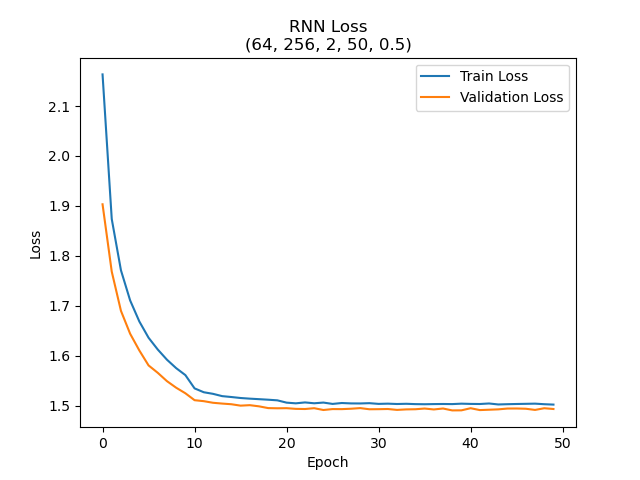 RNN Loss
(64, 256, 2, 50, 0.5)
Train Loss
Validation Loss
2.1
2.0
1.9
1.8
1.7
1.6
1.5
Loss
0 10 20 30 40 50
Epoch